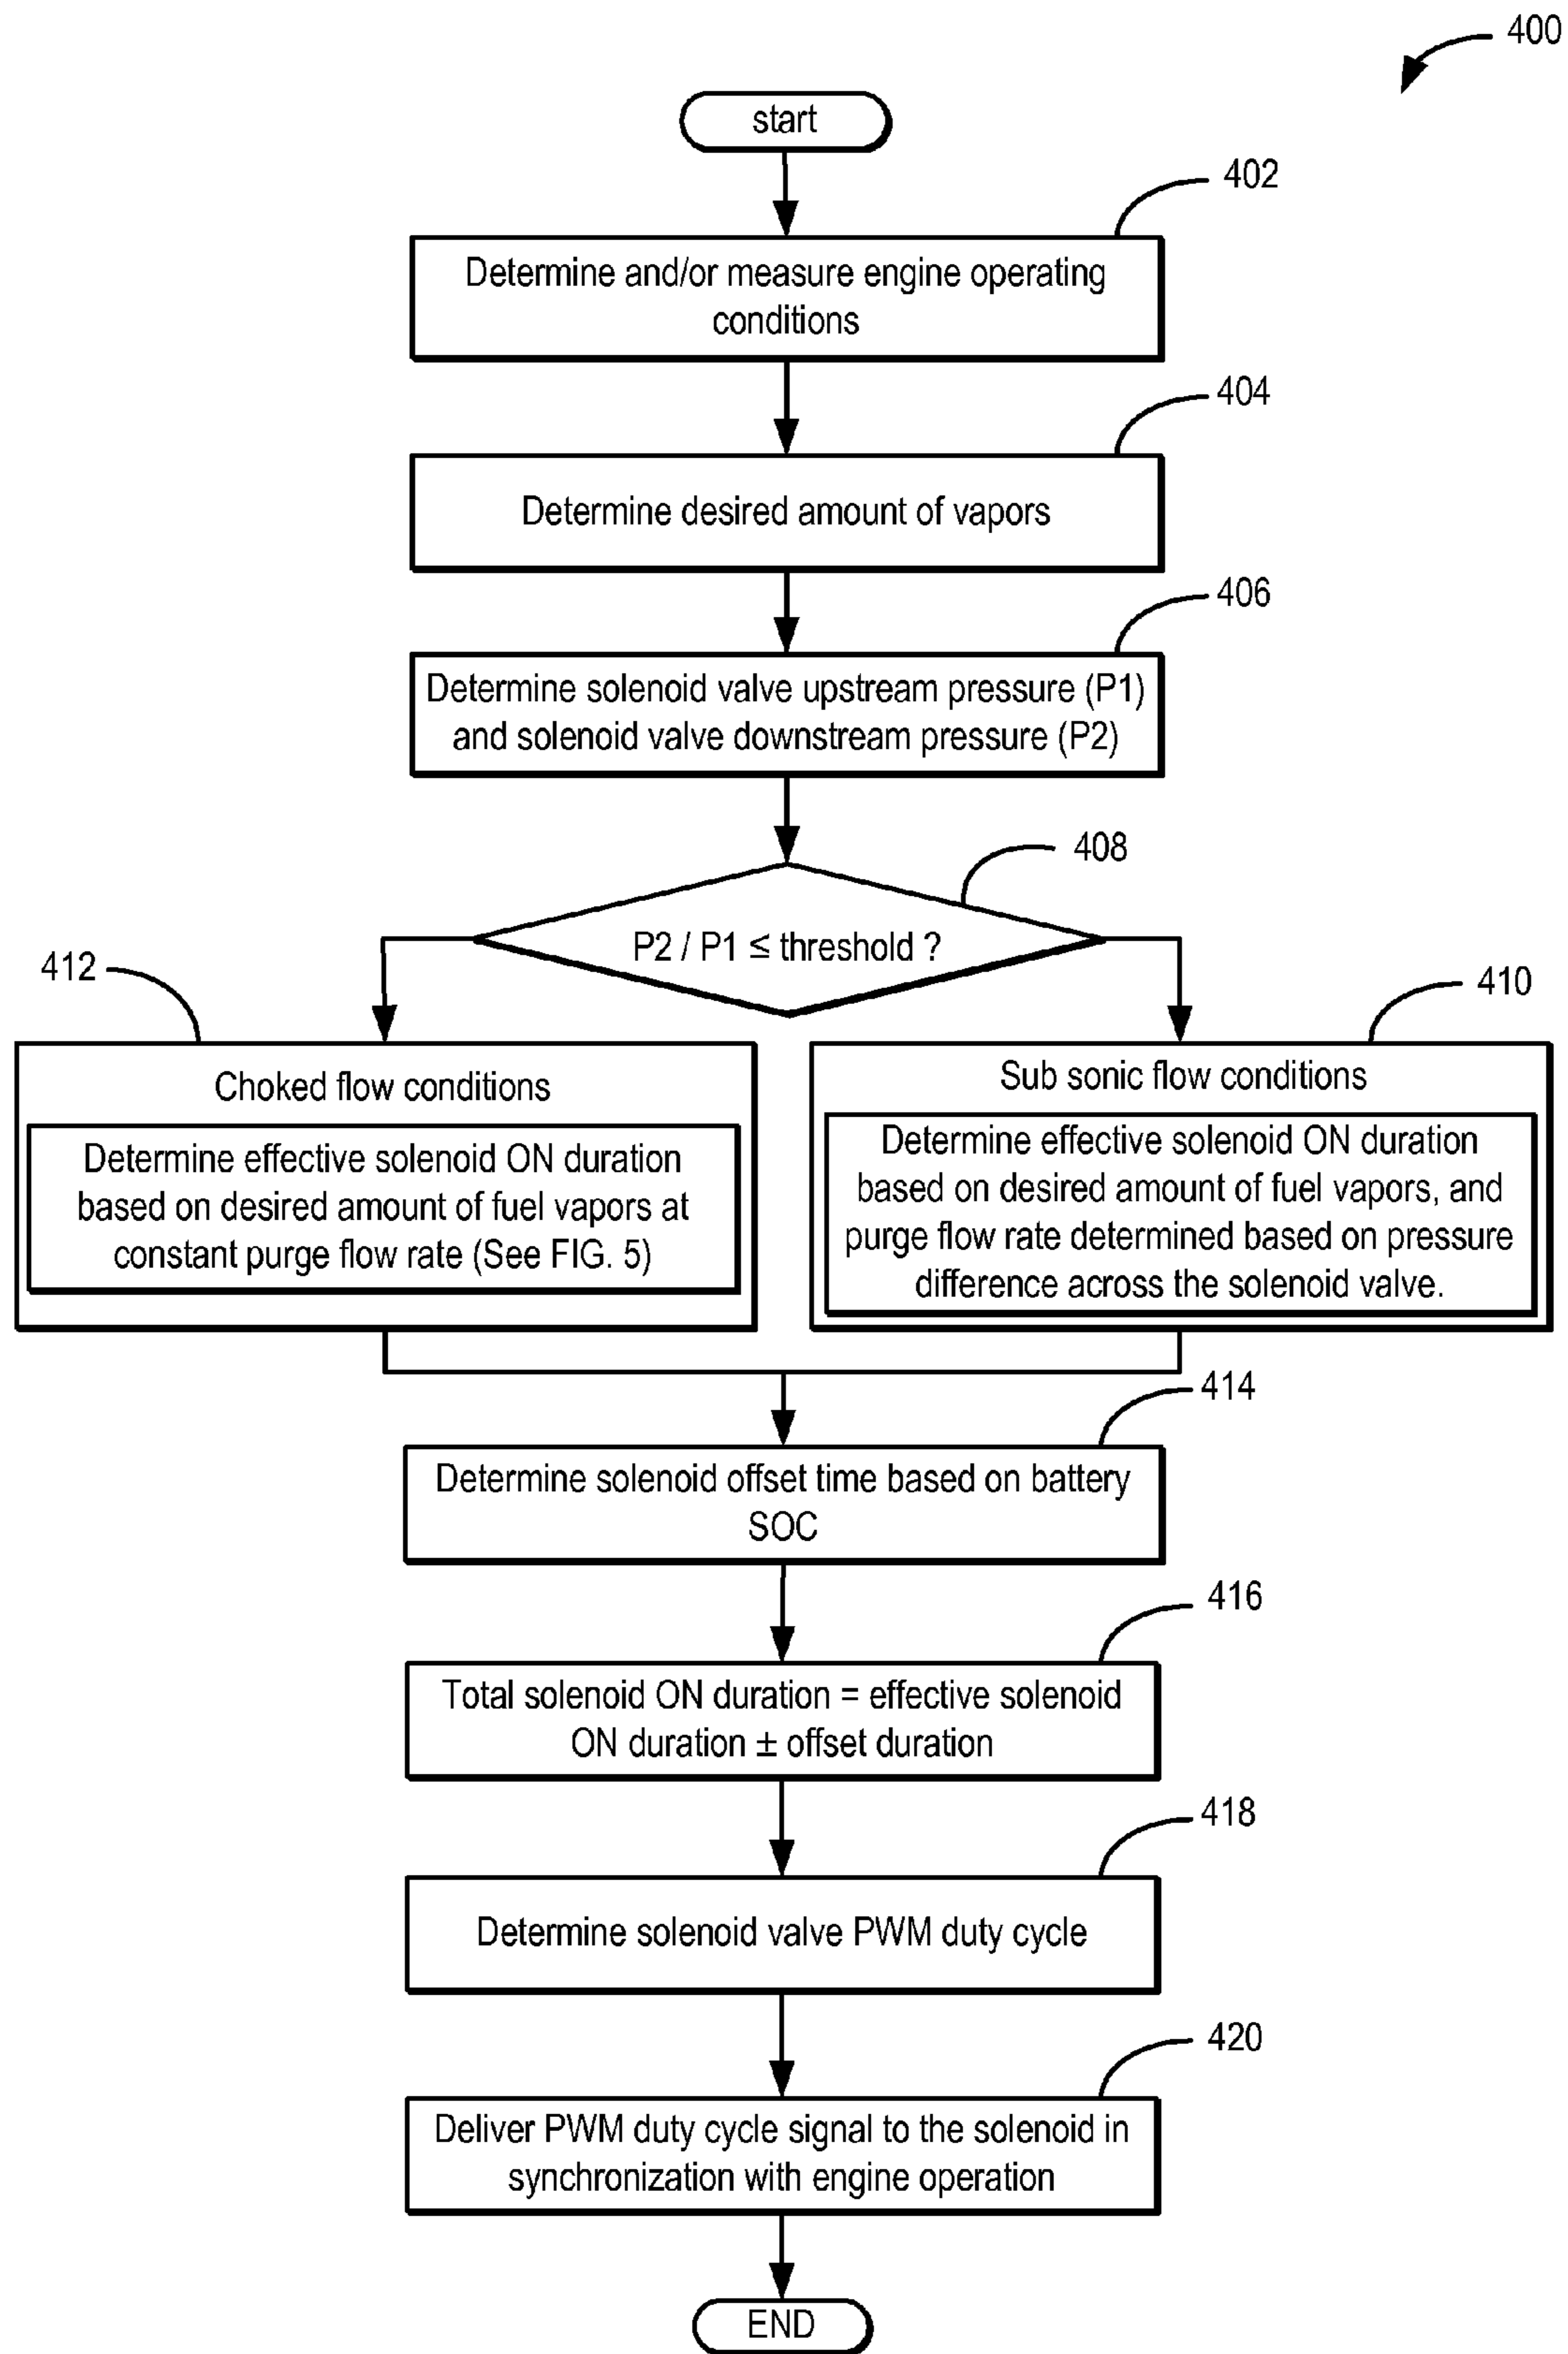 400
start
402
Determine and/or measure engine operating
conditions
404
Determine desired amount of vapors
406
Determine solenoid valve upstream pressure (P1)
and solenoid valve downstream pressure (P2)
408
P2 / P1 ≤ threshold ?
412
Choked flow conditions
Determine effective solenoid ON duration
based on desired amount of fuel vapors at
constant purge flow rate (See FIG. 5)
410
Sub sonic flow conditions
Determine effective solenoid ON duration
based on desired amount of fuel vapors, and
purge flow rate determined based on pressure
difference across the solenoid valve.
414
Determine solenoid offset time based on battery
SOC
416
Total solenoid ON duration = effective solenoid
ON duration ± offset duration
418
Determine solenoid valve PWM duty cycle
420
Deliver PWM duty cycle signal to the solenoid in
synchronization with engine operation
END